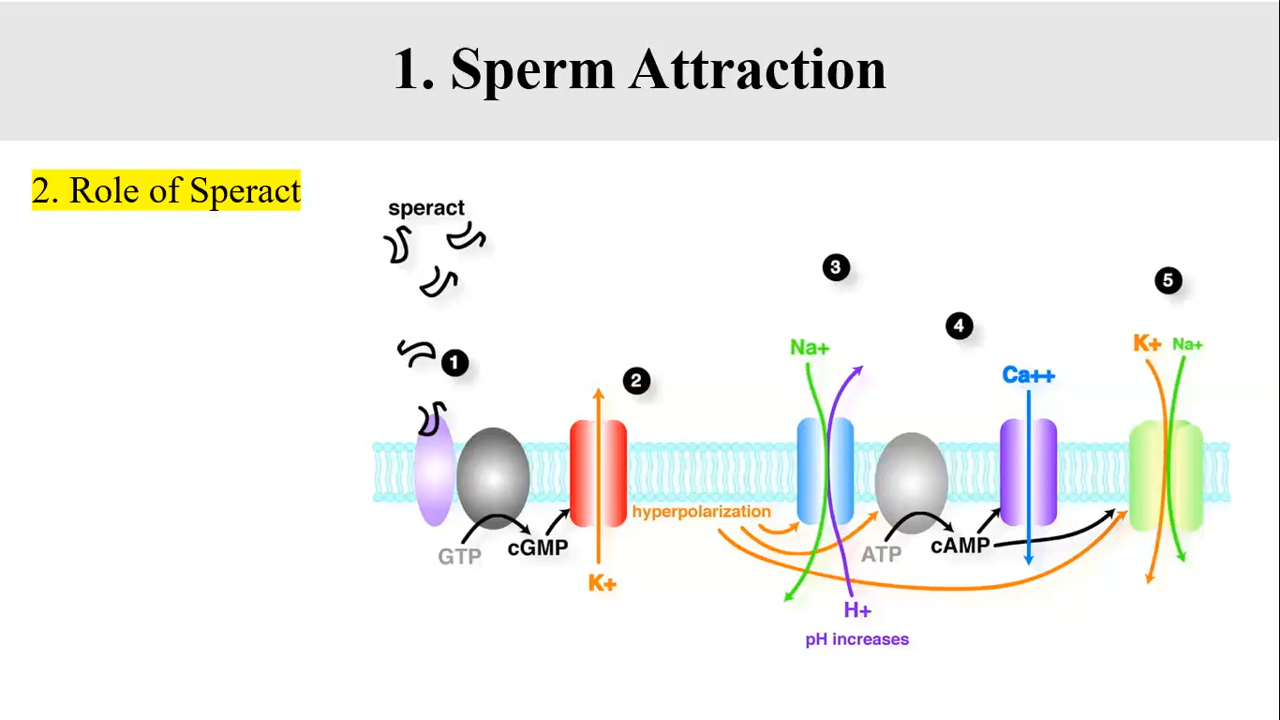 1. Sperm Attraction
2. Role of Speract
speract
1
2
3
4
5
Na+
Ca++
K+ Na+
hyperpolarization
GTP
cGMP
K+
ATP
cAMP
H+
pH increases